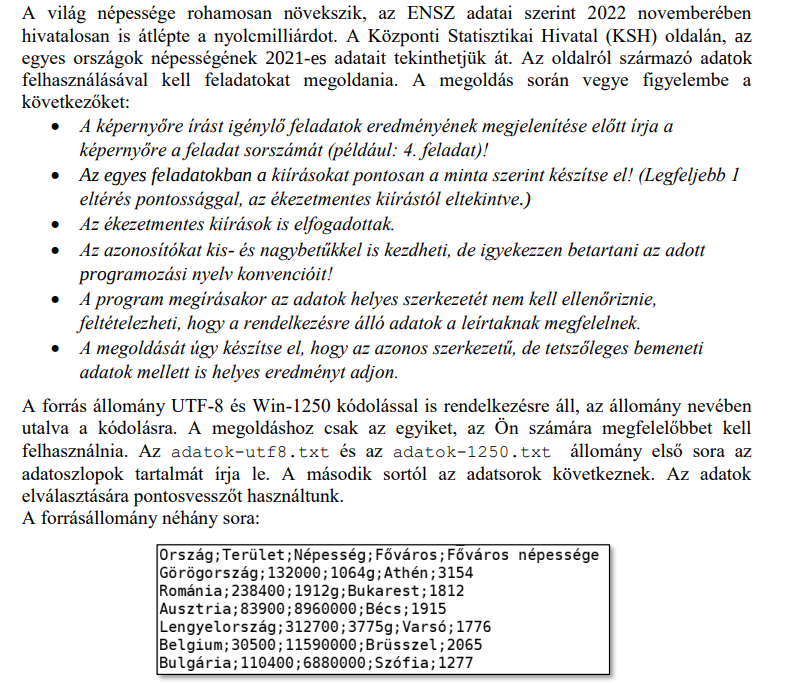 A világ népessége rohamosan növekszik, az ENSZ adatai szerint 2022 novemberében
hivatalosan is átlépte a nyolcmilliárdot. A Központi Statisztikai Hivatal (KSH) oldalán, az
egyes országok népességének 2021-es adatait tekinthetjük át. Az oldalról származó adatok
felhasználásával kell feladatokat megoldania. A megoldás során vegye figyelembe a
következőket:
• A képernyőre írást igénylő feladatok eredményének megjelenítése előtt írja a
képernyőre a feladat sorszámát (például: 4. feladat)!
• Az egyes feladatokban a kiírásokat pontosan a minta szerint készítse el! (Legfeljebb 1
eltérés pontossággal, az ékezetmentes kiírástól eltekintve.)
• Az ékezetmentes kiírások is elfogadottak.
• Az azonosítókat kis- és nagybetűkkel is kezdheti, de igyekezzen betartani az adott
programozási nyelv konvencióit!
• A program megírásakor az adatok helyes szerkezetét nem kell ellenőriznie,
feltételezheti, hogy a rendelkezésre álló adatok a leírtaknak megfelelnek.
• A megoldását úgy készítse el, hogy az azonos szerkezetű, de tetszőleges bemeneti
adatok mellett is helyes eredményt adjon.
A forrás állomány UTF-8 és Win-1250 kódolással is rendelkezésre áll, az állomány nevében
utalva a kódolásra. A megoldáshoz csak az egyiket, az Ön számára megfelelőbbet kell
felhasználnia. Az adatok-utf8.txt és az adatok-1250.txt állomány első sora az
adatoszlopok tartalmát írja le. A második sortól az adatsorok következnek. Az adatok
elválasztására pontosvesszőt használtunk.
A forrásállomány néhány sora:
Ország;Terület;Népesség;Főváros;Főváros népessége
Görögország;132000;1064g;Athén;3154
Románia;238400;1912g;Bukarest;1812
Ausztria;83900;8960000;Bécs;1915
Lengyelország;312700;3775g;Varsó;1776
Belgium;30500;11590000;Brüsszel;2065
Bulgária;110400;6880000;Szófia;1277